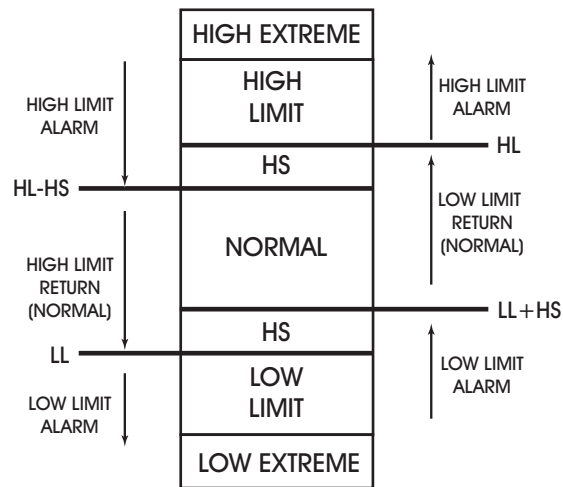 HIGH EXTREME
HIGH
LIMIT
HS
NORMAL
HS
LOW
LIMIT
LOW EXTREME
HIGH LIMIT
ALARM
HL-HS
HIGH LIMIT
RETURN
(NORMAL)
LL
LOW LIMIT
ALARM
HIGH LIMIT
ALARM
HL
LOW LIMIT
RETURN
(NORMAL)
LL+HS
LOW LIMIT
ALARM